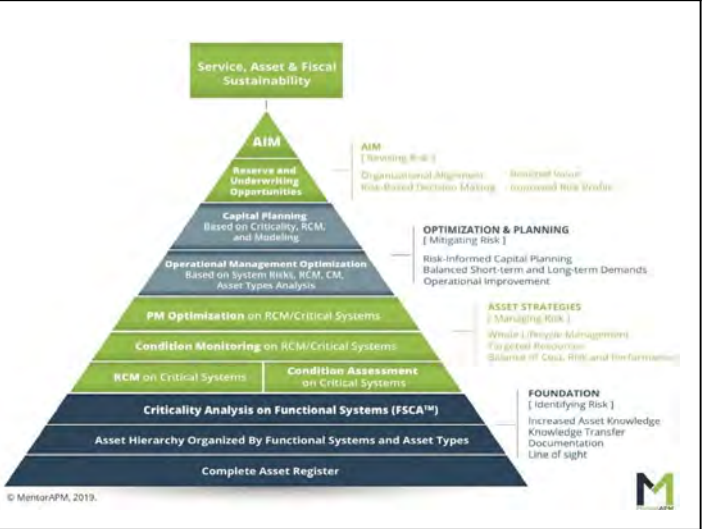 Service, Asset & Fiscal
Sustainability
AIM
Reserve and
Underwriting
Opportunities
AIM
[ Revising Risk ]
Organizational Alignment
Risk-Based Decision Making
Realized Value
Improved Risk Profile
Capital Planning
Based on Criticality, RCM,
and Modeling
Operational Management Optimization
Based on System Risks, RCM, CM,
Asset Types Analysis
OPTIMIZATION & PLANNING
[ Mitigating Risk ]
Risk-Informed Capital Planning
Balanced Short-term and Long-term Demands
Operational Improvement
PM Optimization on RCM/Critical Systems
Condition Monitoring on RCM/Critical Systems
RCM on Critical Systems
Condition Assessment
on Critical Systems
ASSET STRATEGIES
[ Managing Risk ]
Whole Lifecycle Management
Targeted Resources
Balance of Cost, Risk and Performance
Criticality Analysis on Functional Systems (FSCA™)
Asset Hierarchy Organized By Functional Systems and Asset Types
Complete Asset Register
FOUNDATION
[ Identifying Risk ]
Increased Asset Knowledge
Knowledge Transfer
Documentation
Line of sight
© MentorAPM, 2019.